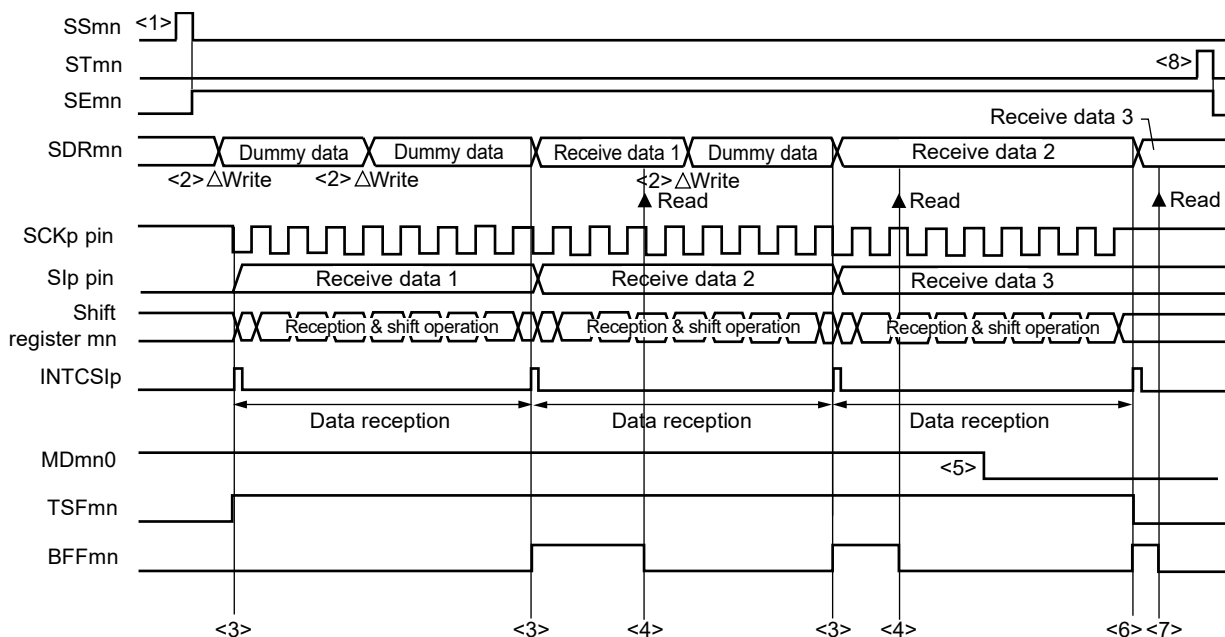 SSmn <1>
STmn <8>
SEmn
Receive data 3
SDRmn Dummy data Dummy data Receive data 1 Dummy data Receive data 2
<2> △Write <2> △Write <2> △Write
▲ Read ▲ Read ▲ Read
SCKp pin
SIp pin Receive data 1 Receive data 2 Receive data 3
Shift
register mn Reception & shift operation Reception & shift operation Reception & shift operation
INTCSIp
Data reception Data reception Data reception
MDmn0 <5>
TSFmn
BFFmn
<3> <3> <4> <3> <4> <6> <7>